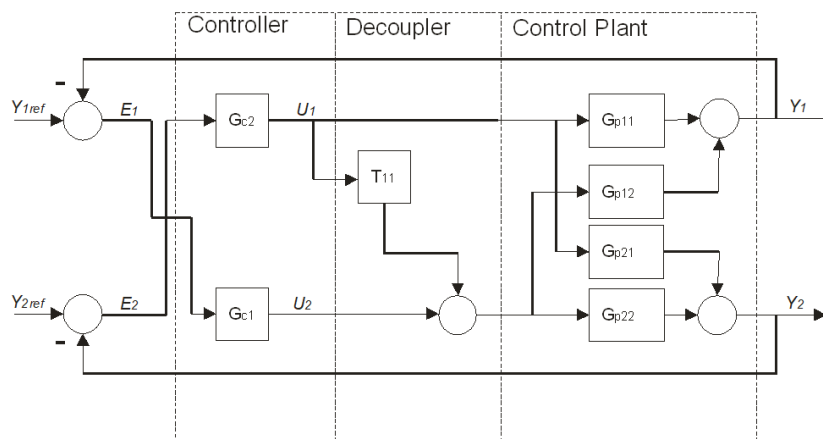 Controller
Decoupler
Control Plant
-
Y1ref
E1
Gc2
U1
Gp11
Y1
T11
Gp12
Gp21
Y2ref
E2
Gc1
U2
Gp22
Y2
-